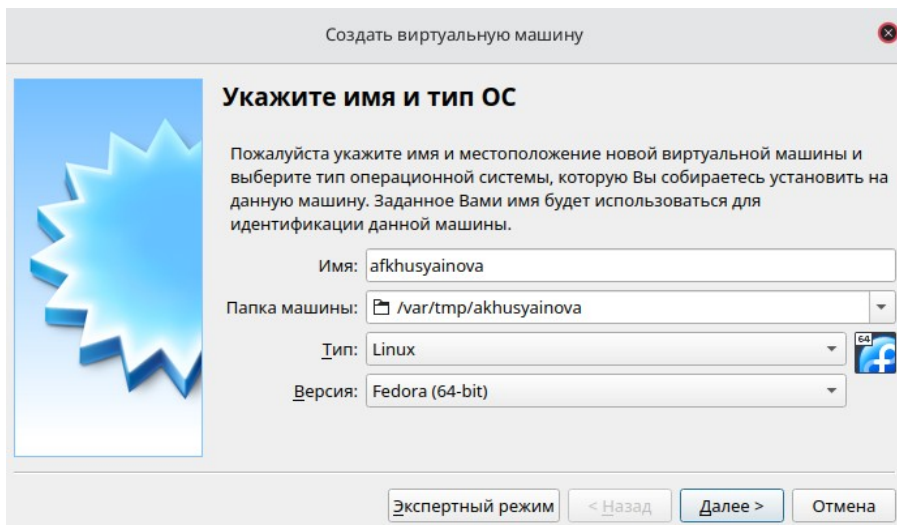 Создать виртуальную машину
Укажите имя и тип ОС
Пожалуйста укажите имя и местоположение новой виртуальной машины и
выберите тип операционной системы, которую Вы собираетесь установить на
данную машину. Заданное Вами имя будет использоваться для
идентификации данной машины.
Имя: afkhusyainova
Папка машины: /var/tmp/akhusyainova
Тип: Linux
64
Версия: Fedora (64-bit)
Экспертный режим < Назад Далее > Отмена